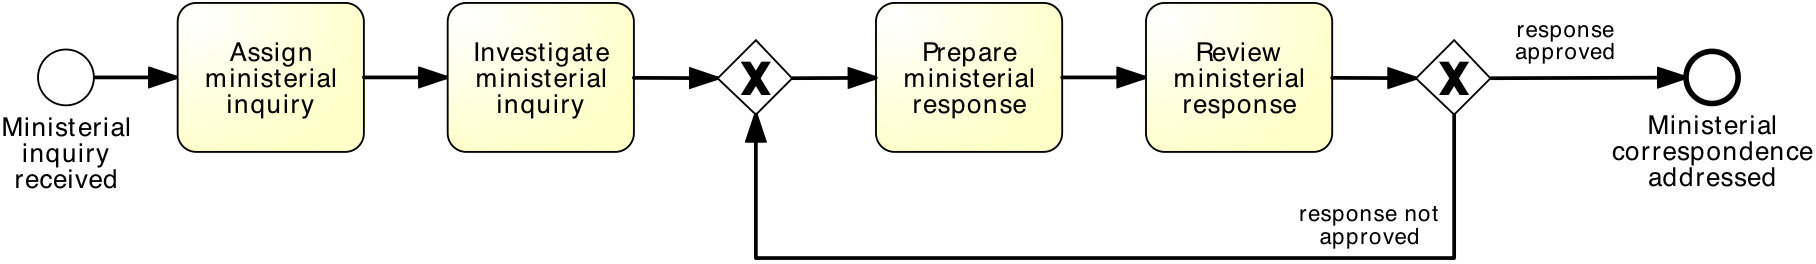 Ministerial
inquiry
received
Assign
ministerial
inquiry
Investigate
ministerial
inquiry
X
Prepare
ministerial
response
Review
ministerial
response
X
response
approved
response not
approved
Ministerial
correspondence
addressed